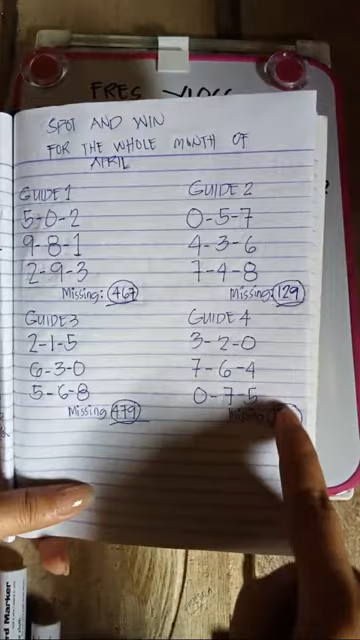 FRES VLOGS
SPOT AND WIN
FOR THE WHOLE MONTH OF
APRIL
GUIDE 1
5-0-2
9-8-1
2-9-3
Missing: 467
GUIDE 2
0-5-7
4-3-6
7-4-8
Missing: 129
GUIDE 3
2-1-5
6-3-0
5-6-8
Missing 479
GUIDE 4
3-2-0
7-6-4
0-7-5
Missing
Marker